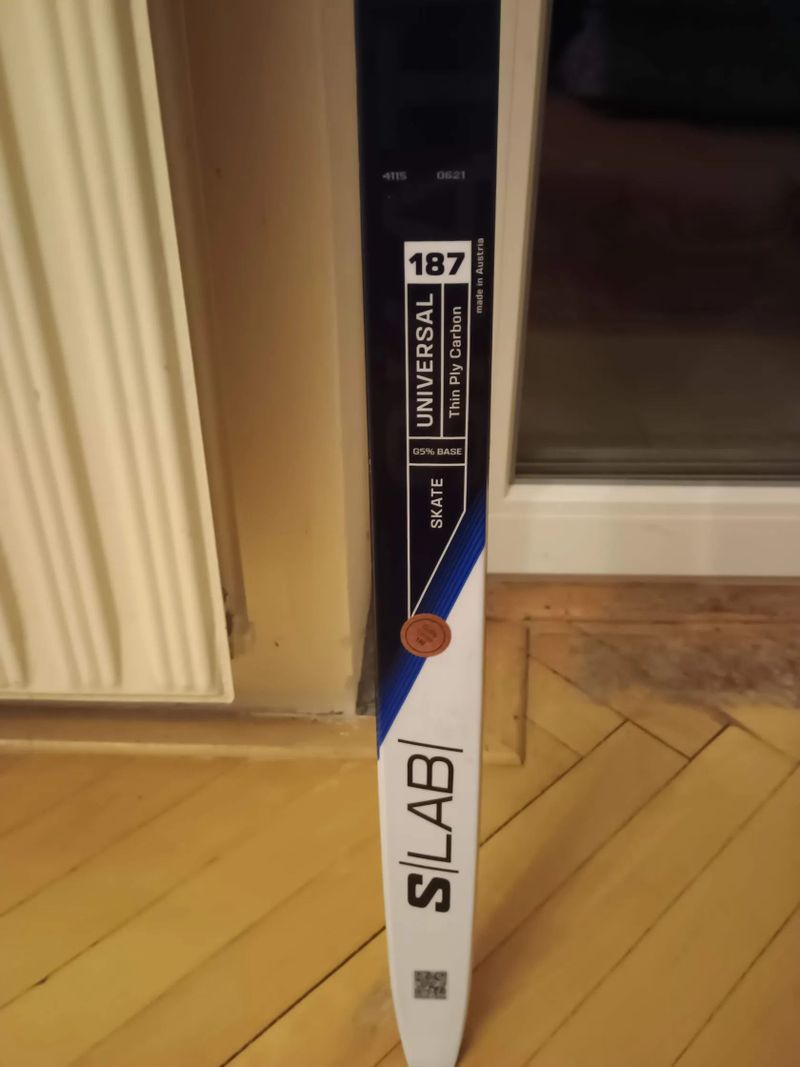 4115 0621
187
made in Austria
UNIVERSAL
Thin Ply Carbon
G5% BASE
SKATE
S|LAB|